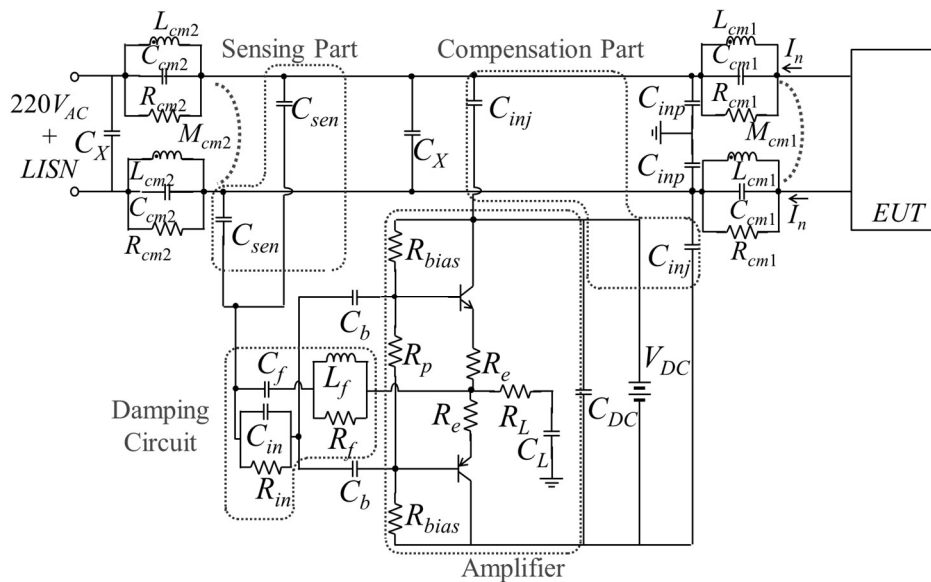 L_cm2
C_cm2
R_cm2
M_cm2
Sensing Part
Compensation Part
L_cm1
C_cm1
R_cm1
M_cm1
I_n
220V_AC
+
LISN
C_X
C_sen
C_X
C_inj
C_inp
C_inp
L_cm2
C_cm2
R_cm2
C_sen
L_cm1
C_cm1
R_cm1
I_n
EUT
R_bias
C_inj
C_b
R_p
R_e
V_DC
C_f
L_f
R_f
R_e
R_L
C_L
C_DC
Damping
Circuit
C_in
R_in
C_b
R_bias
Amplifier